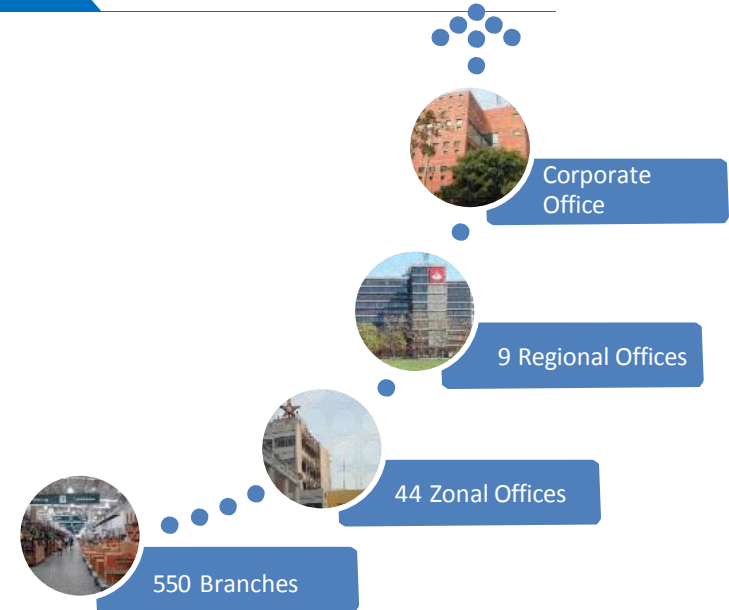 Corporate
Office
9 Regional Offices
44 Zonal Offices
550 Branches